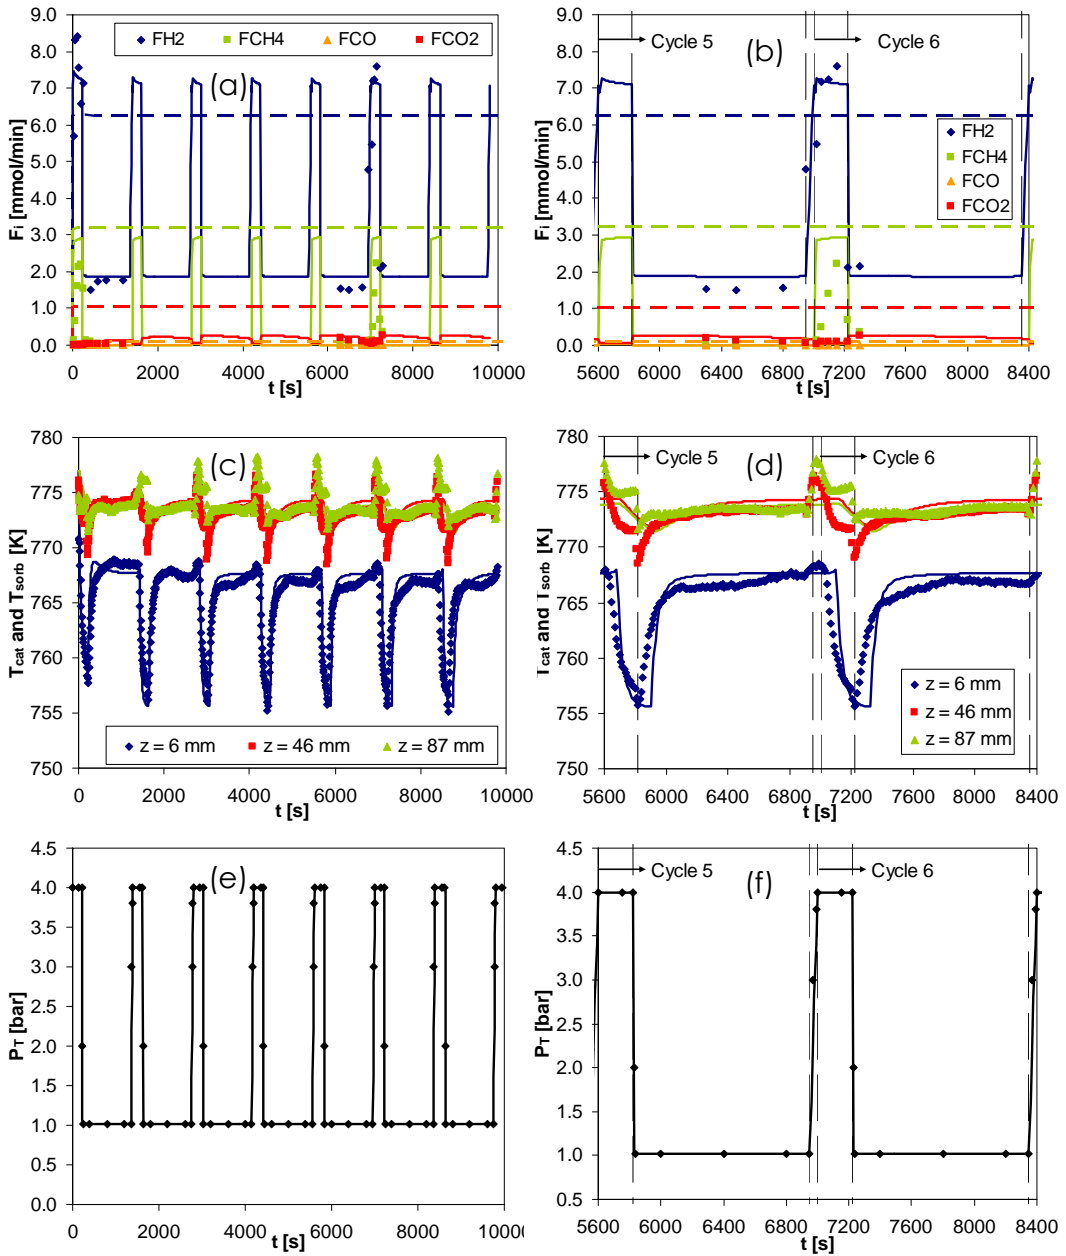 9.0
8.0
7.0
6.0
5.0
4.0
3.0
2.0
1.0
0.0
Fi [mmol/min]
FH2 FCH4 FCO FCO2
(a)
0 2000 4000 6000 8000 10000
t [s]
9.0
8.0
7.0
6.0
5.0
4.0
3.0
2.0
1.0
0.0
Fi [mmol/min]
Cycle 5 (b) Cycle 6
FH2
FCH4
FCO
FCO2
5600 6000 6400 6800 7200 7600 8000 8400
t [s]
780
775
770
765
760
755
750
Tcat and Tsorb [K]
(c)
z = 6 mm z = 46 mm z = 87 mm
0 2000 4000 6000 8000 10000
t [s]
780
775
770
765
760
755
750
Tcat and Tsorb [K]
Cycle 5 (d) Cycle 6
z = 6 mm
z = 46 mm
z = 87 mm
5600 6000 6400 6800 7200 7600 8000 8400
t [s]
4.5
4.0
3.5
3.0
2.5
2.0
1.5
1.0
0.5
0.0
PT [bar]
(e)
0 2000 4000 6000 8000 10000
t [s]
4.5
4.0
3.5
3.0
2.5
2.0
1.5
1.0
0.5
PT [bar]
Cycle 5 (f) Cycle 6
5600 6000 6400 6800 7200 7600 8000 8400
t [s]